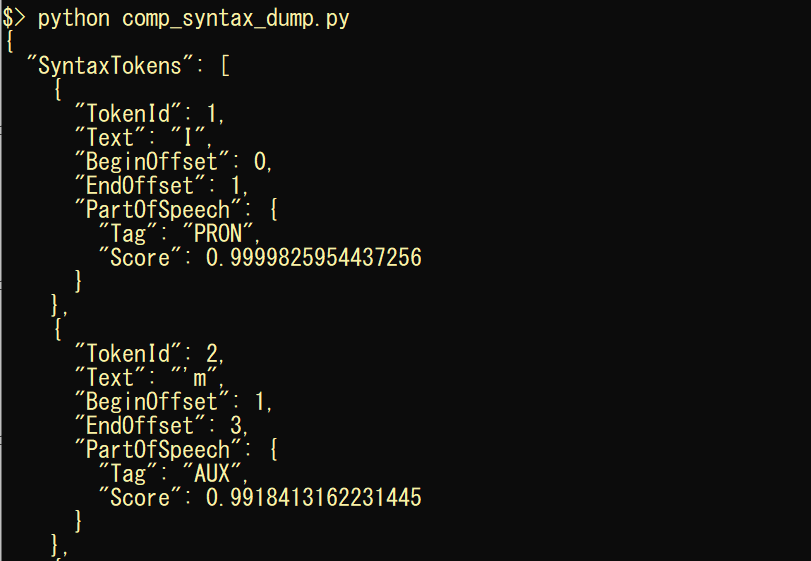 $> python comp_syntax_dump.py
{
  "SyntaxTokens": [
    {
      "TokenId": 1,
      "Text": "I",
      "BeginOffset": 0,
      "EndOffset": 1,
      "PartOfSpeech": {
        "Tag": "PRON",
        "Score": 0.9999825954437256
      }
    },
    {
      "TokenId": 2,
      "Text": "'m",
      "BeginOffset": 1,
      "EndOffset": 3,
      "PartOfSpeech": {
        "Tag": "AUX",
        "Score": 0.9918413162231445
      }
    },
    {